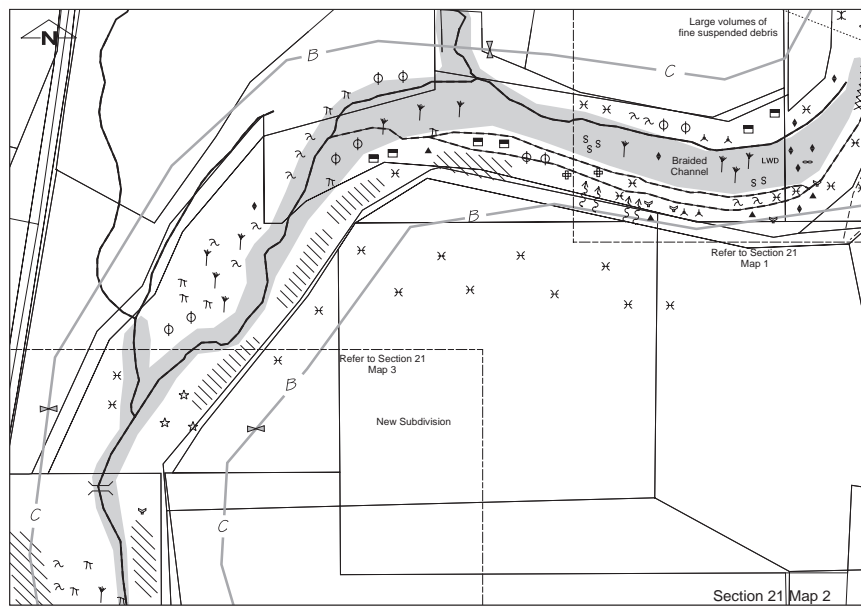 N
B
C
Large volumes of
fine suspended debris
S
S
S
Braided
Channel
LWD
S S
B
Refer to Section 21
Map 1
Refer to Section 21
Map 3
B
New Subdivision
C
C
Section 21 Map 2